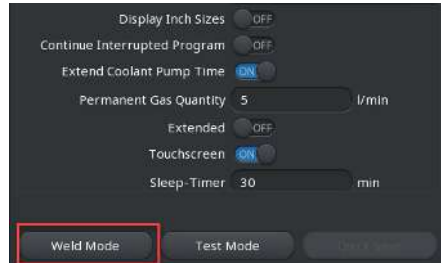 Display Inch Sizes OFF
Continue Interrupted Program OFF
Extend Coolant Pump Time ON
Permanent Gas Quantity 5 l/min
Extended OFF
Touchscreen ON
Sleep-Timer 30 min
Weld Mode Test Mode